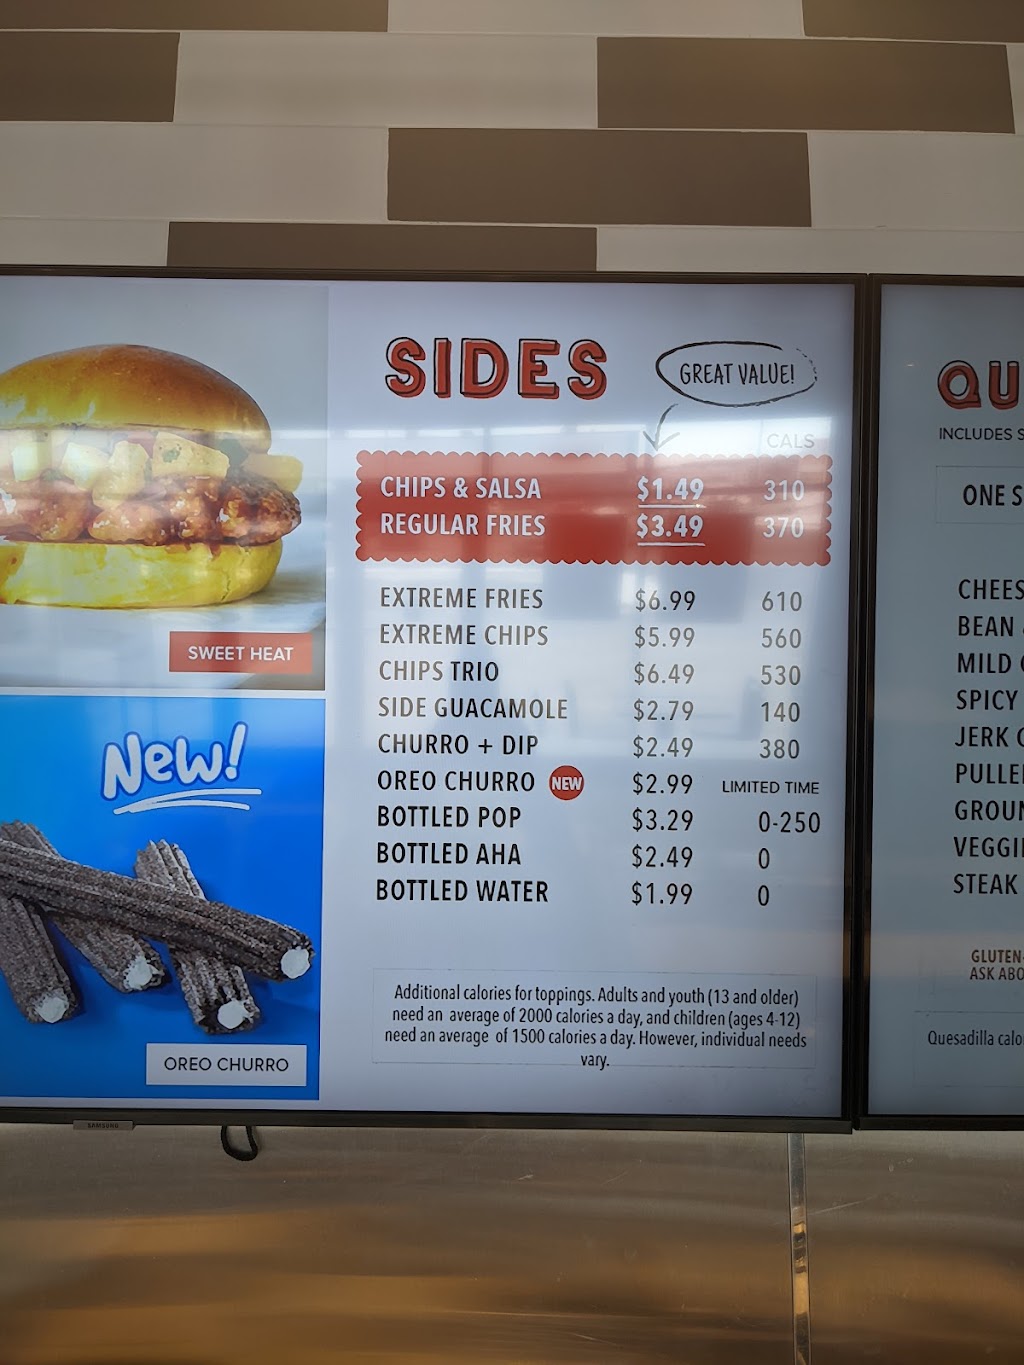 SIDES
GREAT VALUE!
CALS
CHIPS & SALSA $1.49 310
REGULAR FRIES $3.49 370
EXTREME FRIES $6.99 610
EXTREME CHIPS $5.99 560
CHIPS TRIO $6.49 530
SIDE GUACAMOLE $2.79 140
CHURRO + DIP $2.49 380
OREO CHURRO NEW $2.99 LIMITED TIME
BOTTLED POP $3.29 0-250
BOTTLED AHA $2.49 0
BOTTLED WATER $1.99 0
Additional calories for toppings. Adults and youth (13 and older)
need an average of 2000 calories a day, and children (ages 4-12)
need an average of 1500 calories a day. However, individual needs
vary.
SWEET HEAT
New!
OREO CHURRO
SAMSUNG
QU
INCLUDES S
ONE S
CHEES
BEAN
MILD
SPICY
JERK
PULLE
GROUN
VEGGI
STEAK
GLUTEN-
ASK ABO
Quesadilla calo